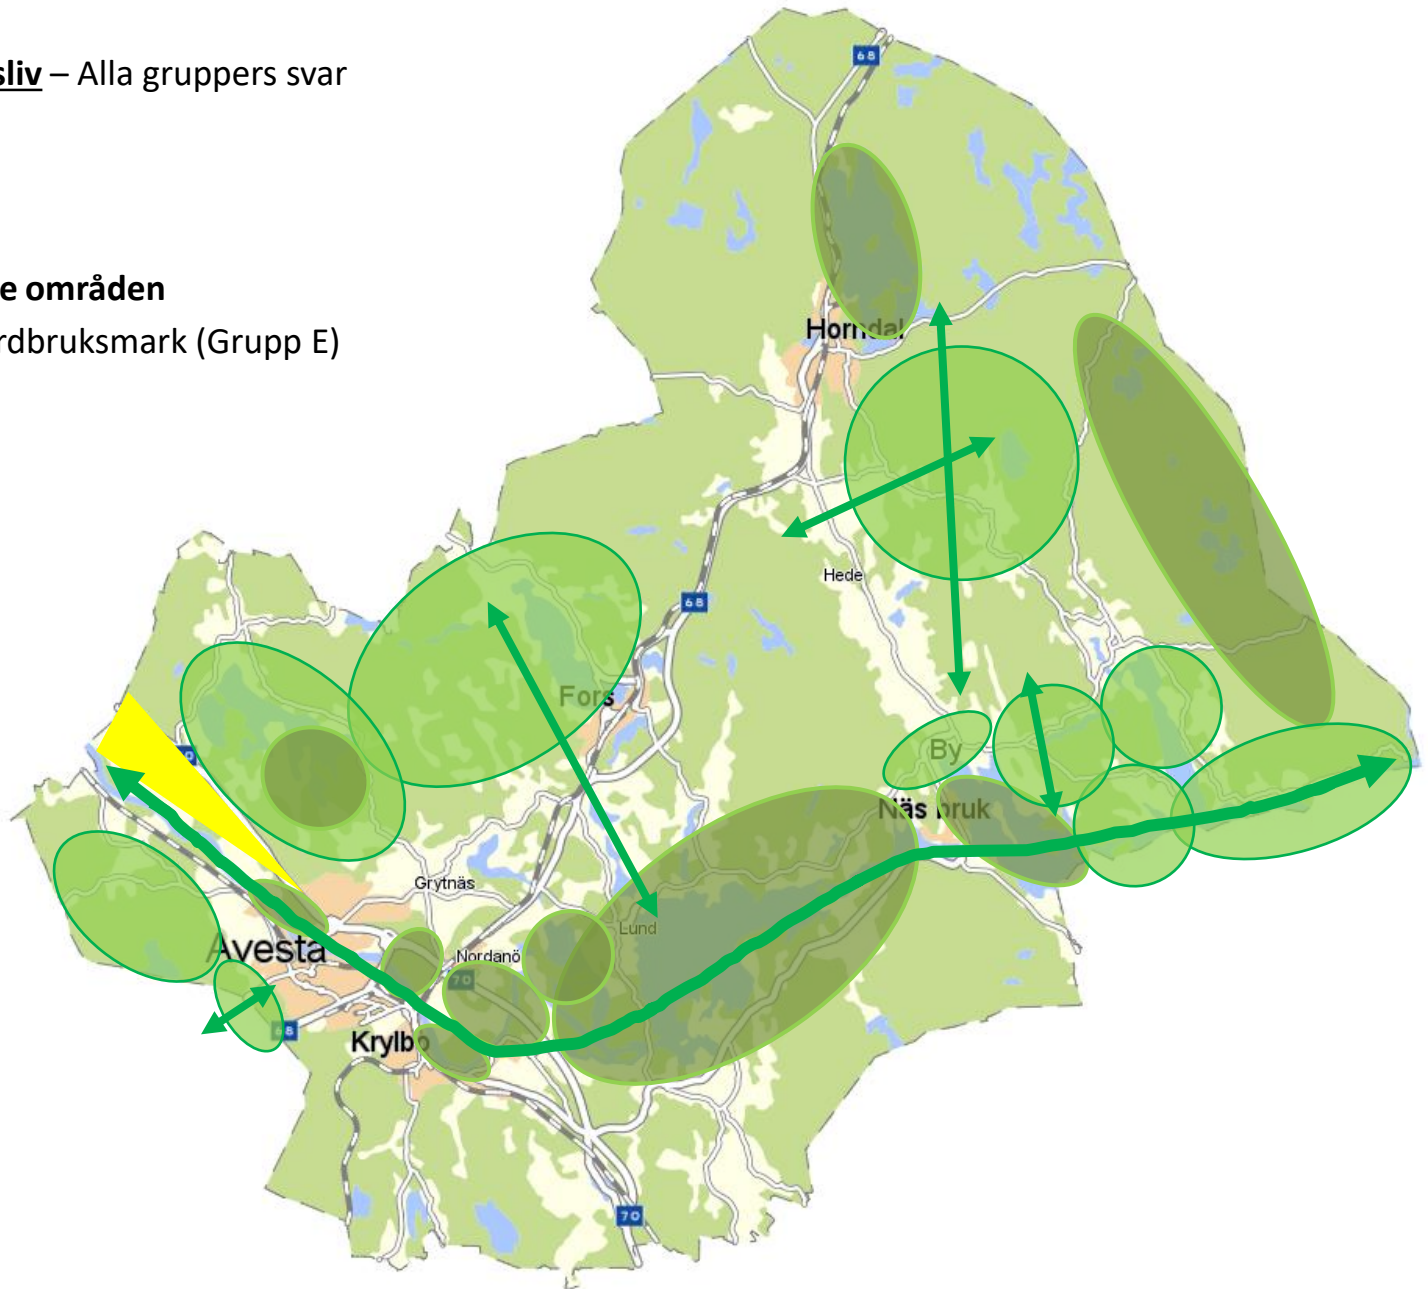 sliv – Alla gruppers svar
e områden
rdbruksmark (Grupp E)
68
Horndal
Hede
68
Fors
By
Näs bruk
0
Grytnäs
Lund
Avesta
Nordanö
70
68
Krylbo
70